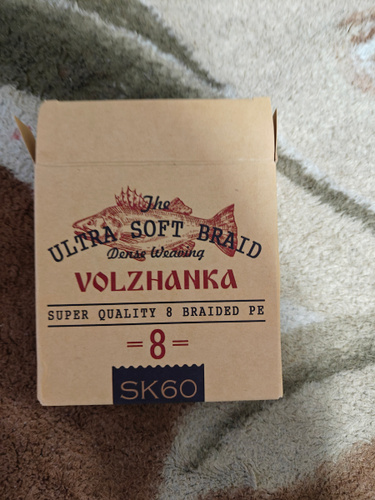 The
ULTRA SOFT BRAID
Dense Weaving
VOLZHANKA
SUPER QUALITY 8 BRAIDED PE
=8=
SK60